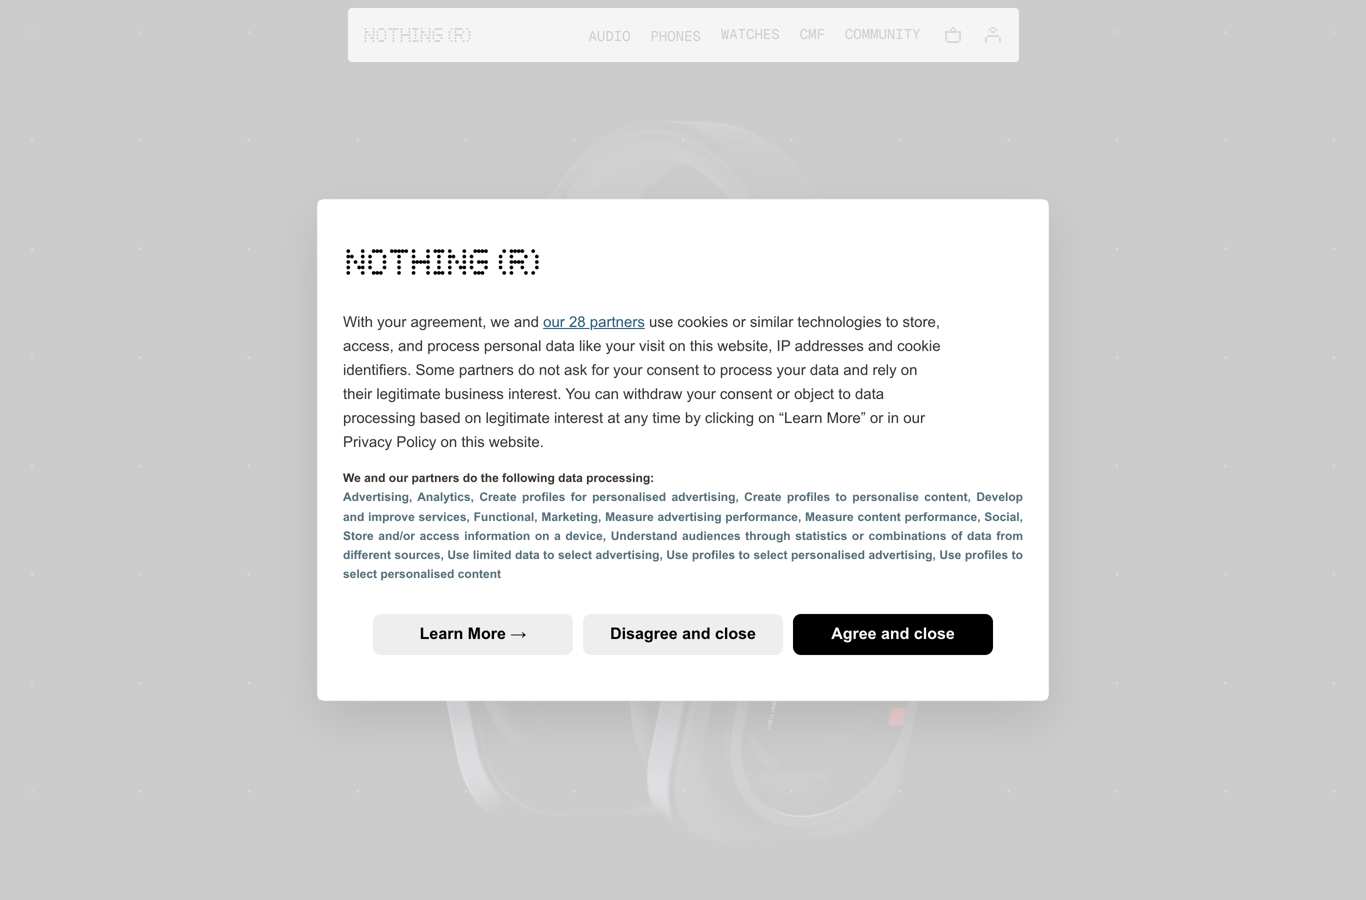 NOTHING(R)
AUDIO PHONES WATCHES CMF COMMUNITY
NOTHING(R)
With your agreement, we and our 28 partners use cookies or similar technologies to store,
access, and process personal data like your visit on this website, IP addresses and cookie
identifiers. Some partners do not ask for your consent to process your data and rely on
their legitimate business interest. You can withdraw your consent or object to data
processing based on legitimate interest at any time by clicking on “Learn More” or in our
Privacy Policy on this website.
We and our partners do the following data processing:
Advertising, Analytics, Create profiles for personalised advertising, Create profiles to personalise content, Develop
and improve services, Functional, Marketing, Measure advertising performance, Measure content performance, Social,
Store and/or access information on a device, Understand audiences through statistics or combinations of data from
different sources, Use limited data to select advertising, Use profiles to select personalised advertising, Use profiles to
select personalised content
Learn More →
Disagree and close
Agree and close